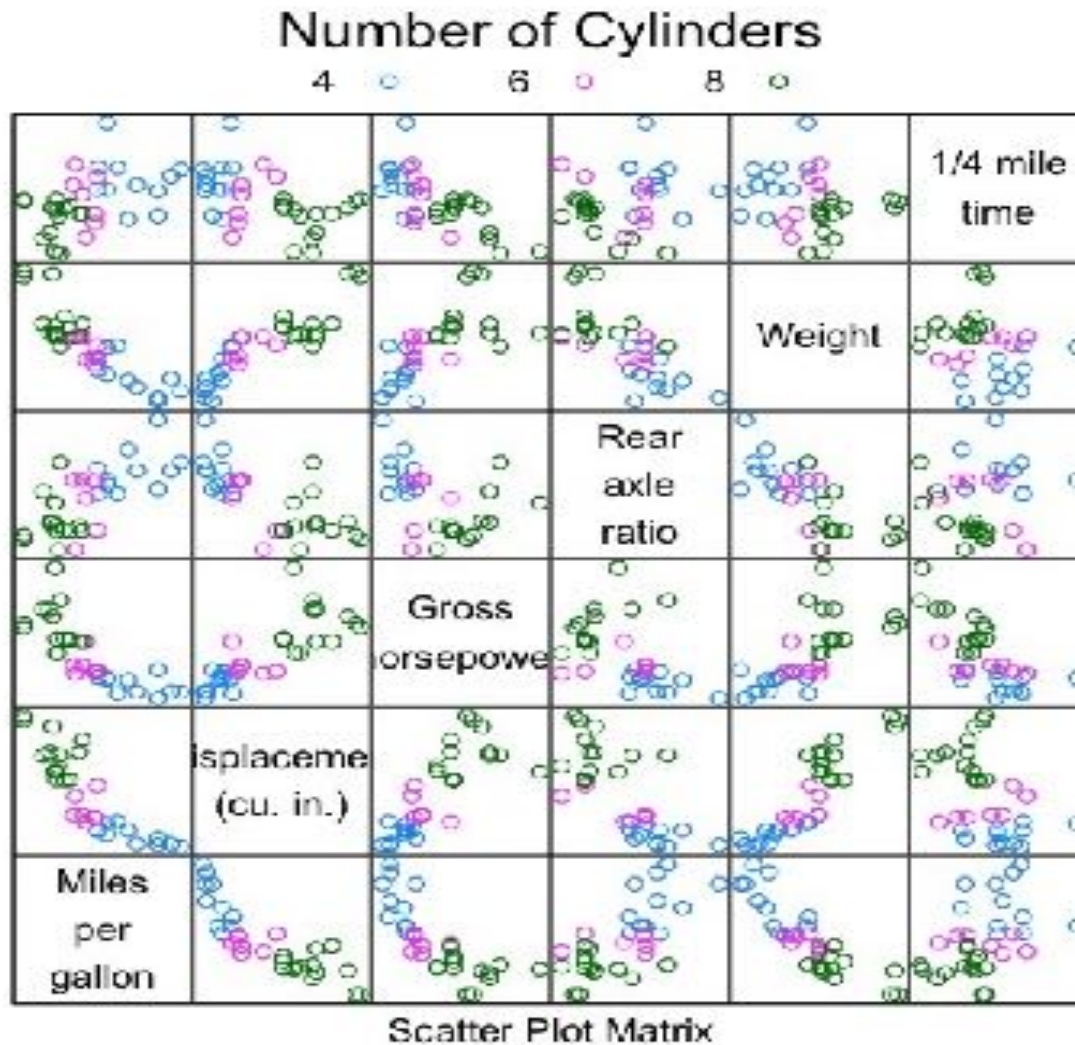 Number of Cylinders
4 6 8
1/4 mile
time
Weight
Rear
axle
ratio
Gross
orsepowe
isplaceme
(cu. in.)
Miles
per
gallon
Scatter Plot Matrix